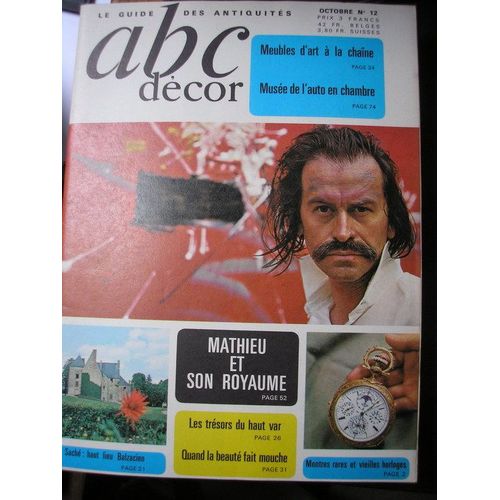 LE GUIDE DES ANTIQUITÉS
OCTOBRE N° 12
PRIX 3 FRANCS
42 FR. BELGES
3,80 FR. SUISSES
abc
décor
Meubles d'art à la chaîne
PAGE 34
Musée de l'auto en chambre
PAGE 74
MATHIEU
ET
SON ROYAUME
PAGE 52
Les trésors du haut var
PAGE 26
Quand la beauté fait mouche
PAGE 31
Saché : haut lieu Balzacien
PAGE 21
Montres rares et vieilles horloges
PAGE